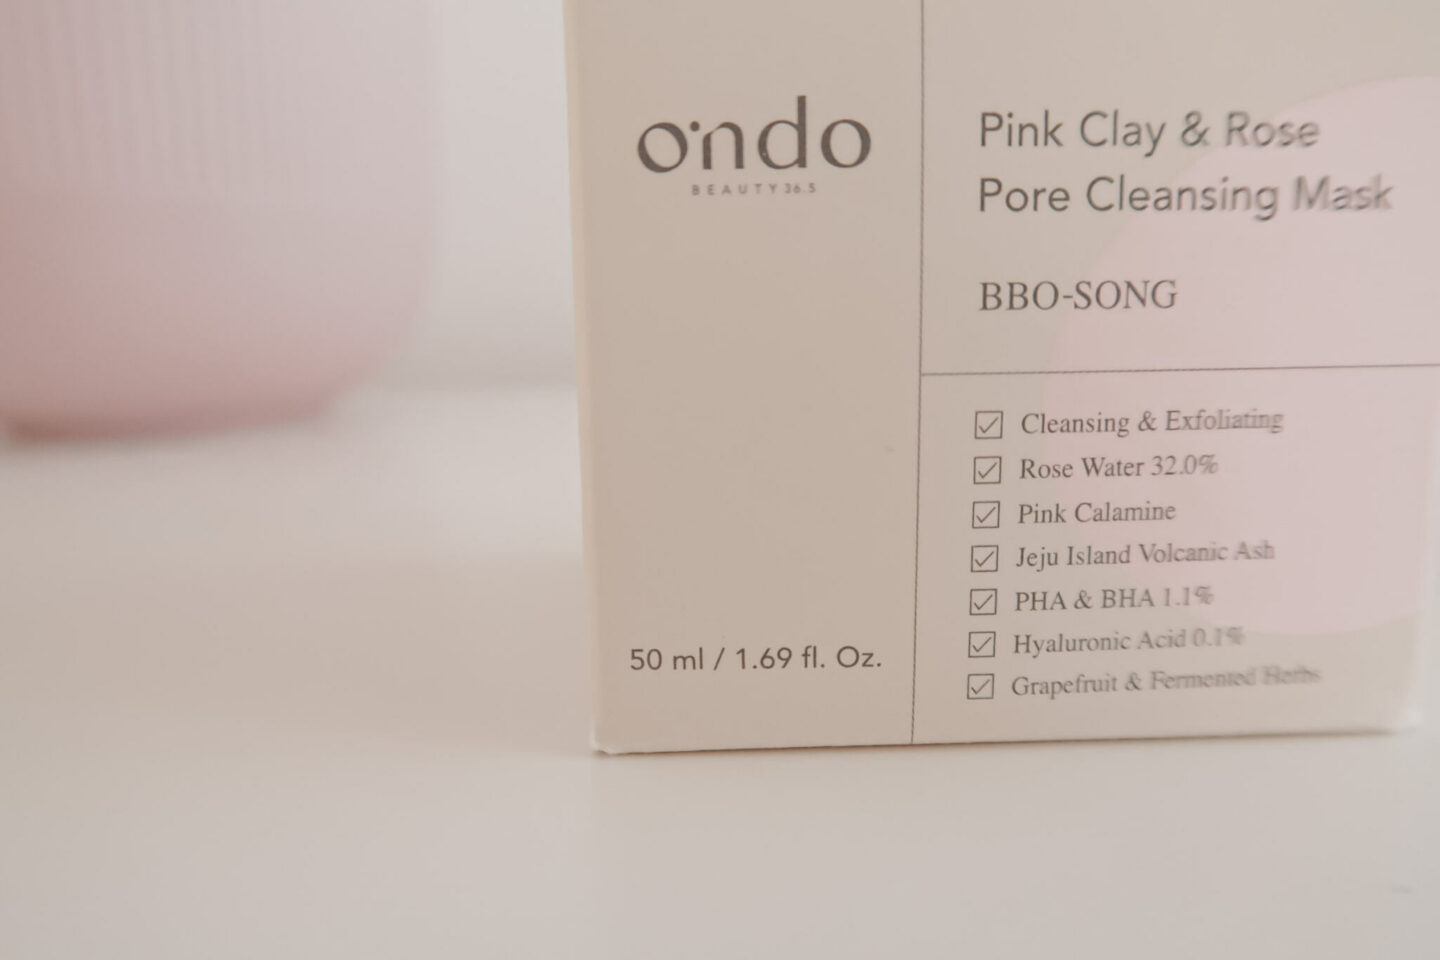 ondo
BEAUTY 36.5
Pink Clay & Rose
Pore Cleansing Mask
BBO-SONG
Cleansing & Exfoliating
Rose Water 32.0%
Pink Calamine
Jeju Island Volcanic Ash
PHA & BHA 1.1%
Hyaluronic Acid 0.1%
Grapefruit & Fermented Herbs
50 ml / 1.69 fl. Oz.